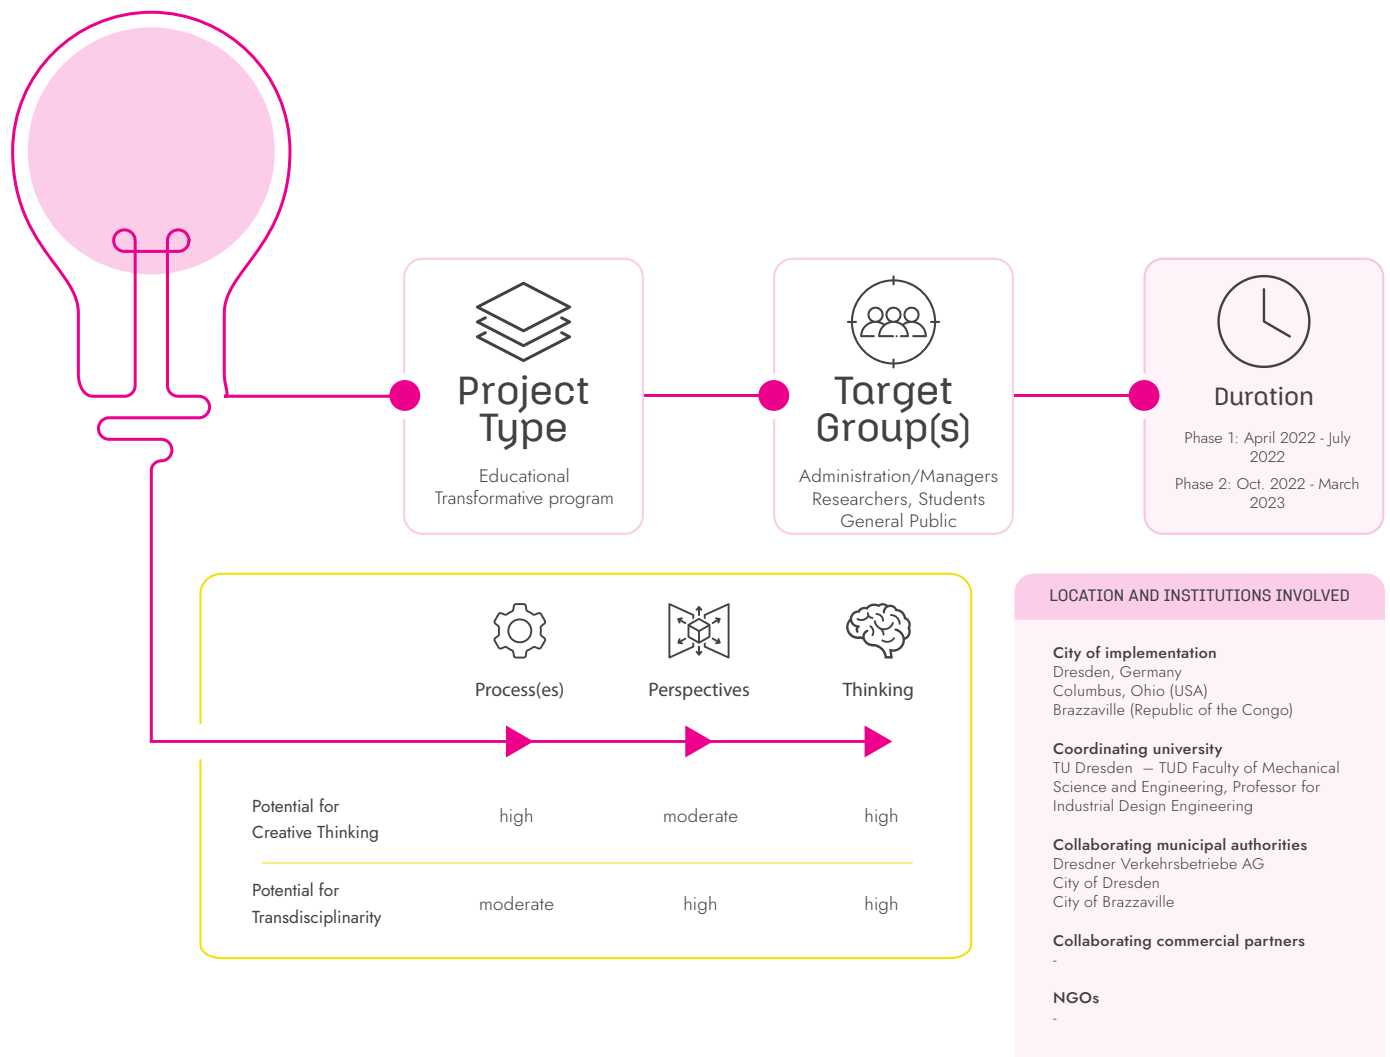 Project
Type
Educational
Transformative program
Target
Group(s)
Administration/Managers
Researchers, Students
General Public
Duration
Phase 1: April 2022 - July
2022
Phase 2: Oct. 2022 - March
2023
Process(es)
Perspectives
Thinking
Potential for
Creative Thinking
high
moderate
high
Potential for
Transdisciplinarity
moderate
high
high
LOCATION AND INSTITUTIONS INVOLVED
City of implementation
Dresden, Germany
Columbus, Ohio (USA)
Brazzaville (Republic of the Congo)
Coordinating university
TU Dresden – TUD Faculty of Mechanical
Science and Engineering, Professor for
Industrial Design Engineering
Collaborating municipal authorities
Dresdner Verkehrsbetriebe AG
City of Dresden
City of Brazzaville
Collaborating commercial partners
-
NGOs
-